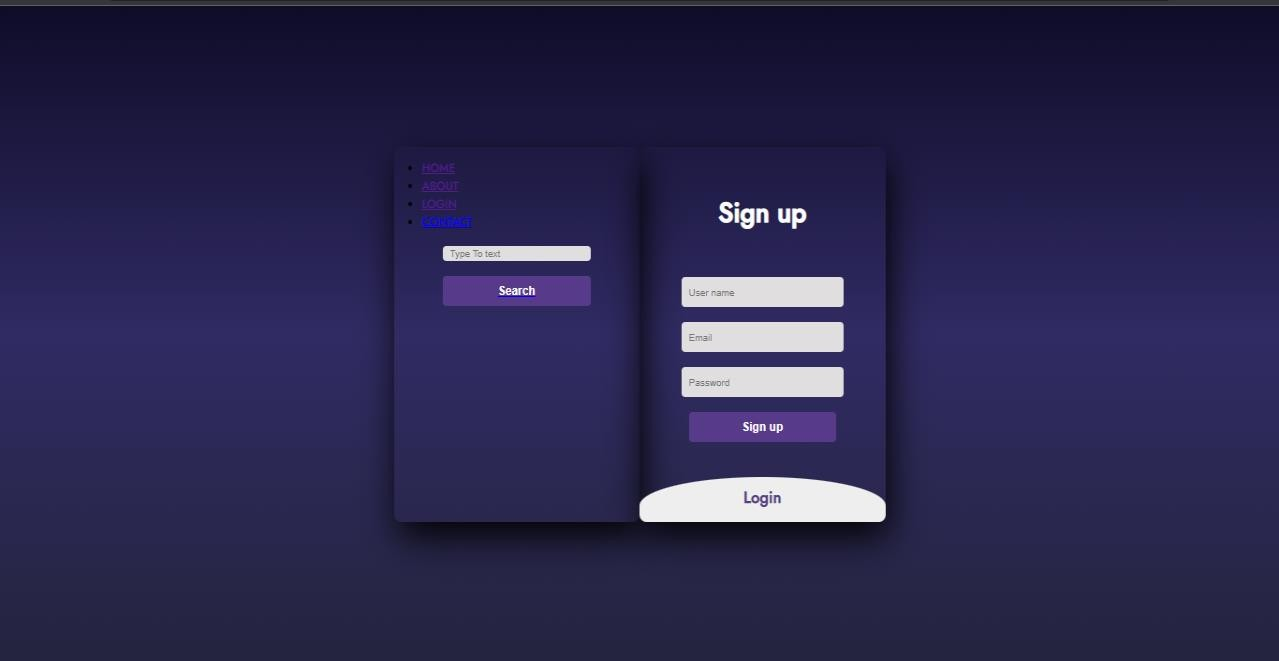 HOME
ABOUT
LOGIN
CONTACT
Type To text
Search
Sign up
User name
Email
Password
Sign up
Login